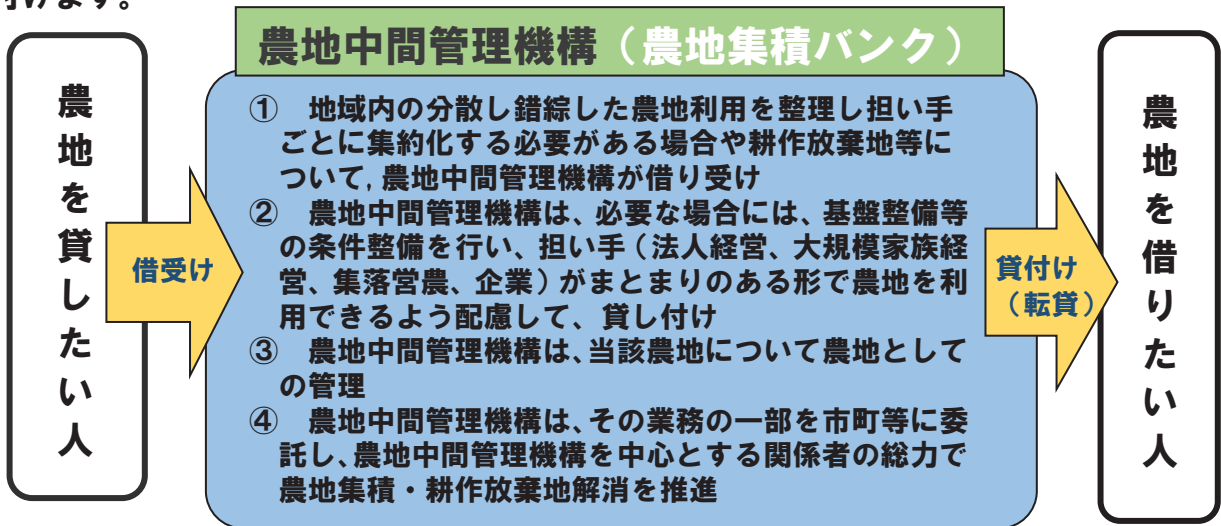 付けます。
農地中間管理機構（農地集積バンク）
農地を貸したい人
借受け
① 地域内の分散し錯綜した農地利用を整理し担い手
ごとに集約化する必要がある場合や耕作放棄地等に
ついて,農地中間管理機構が借り受け
② 農地中間管理機構は、必要な場合には、基盤整備等
の条件整備を行い、担い手（法人経営、大規模家族経
営、集落営農、企業）がまとまりのある形で農地を利
用できるよう配慮して、貸し付け
③ 農地中間管理機構は、当該農地について農地として
の管理
④ 農地中間管理機構は、その業務の一部を市町等に委
託し、農地中間管理機構を中心とする関係者の総力で
農地集積・耕作放棄地解消を推進
貸付け
（転貸）
農地を借りたい人